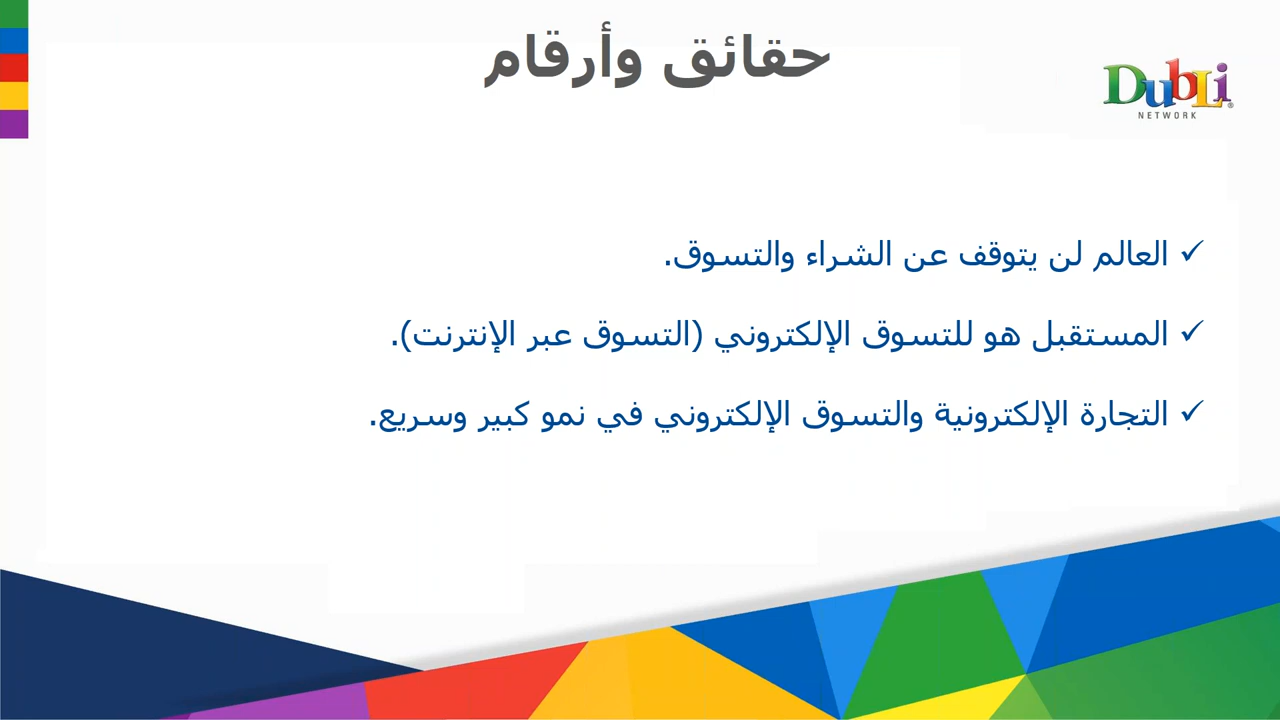 حقائق وأرقام
DubLi®
NETWORK
✓ العالم لن يتوقف عن الشراء والتسوق.
✓ المستقبل هو للتسوق الإلكتروني (التسوق عبر الإنترنت).
✓ التجارة الإلكترونية والتسوق الإلكتروني في نمو كبير وسريع.